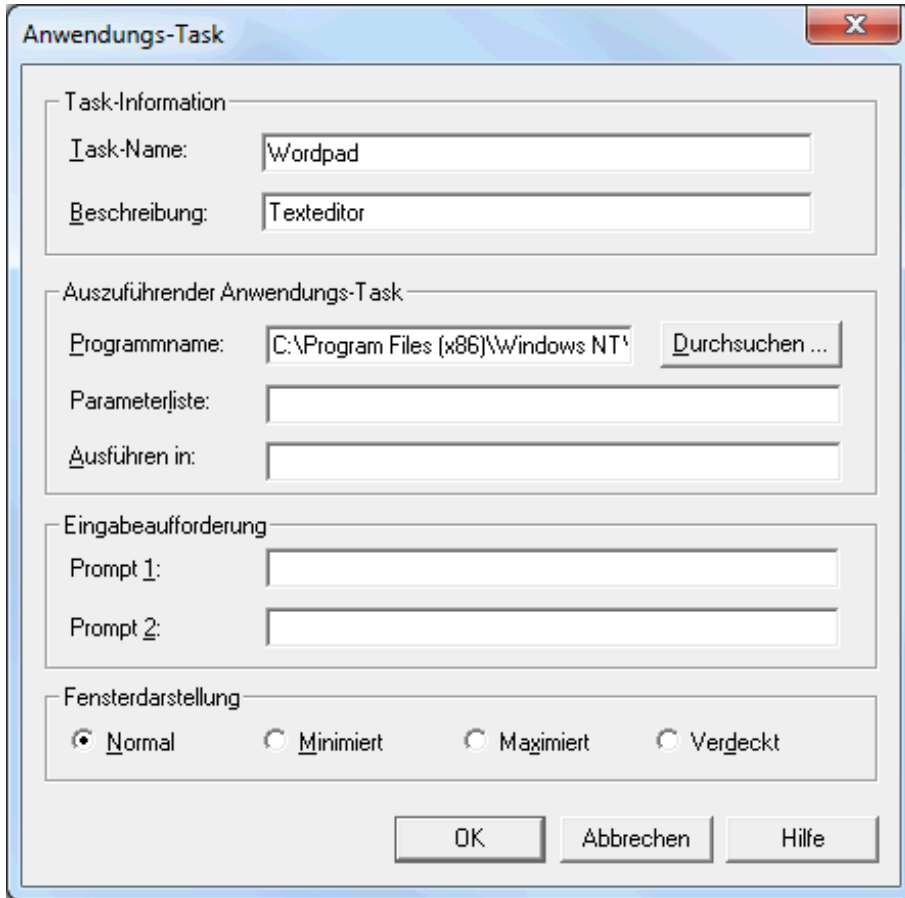 Anwendungs-Task
Task-Information
Task-Name: Wordpad
Beschreibung: Texteditor
Auszuführender Anwendungs-Task
Programmname: C:\Program Files (x86)\Windows NT\ Durchsuchen ...
Parameterliste:
Ausführen in:
Eingabeaufforderung
Prompt 1:
Prompt 2:
Fensterdarstellung
Normal Minimiert Maximiert Verdeckt
OK Abbrechen Hilfe